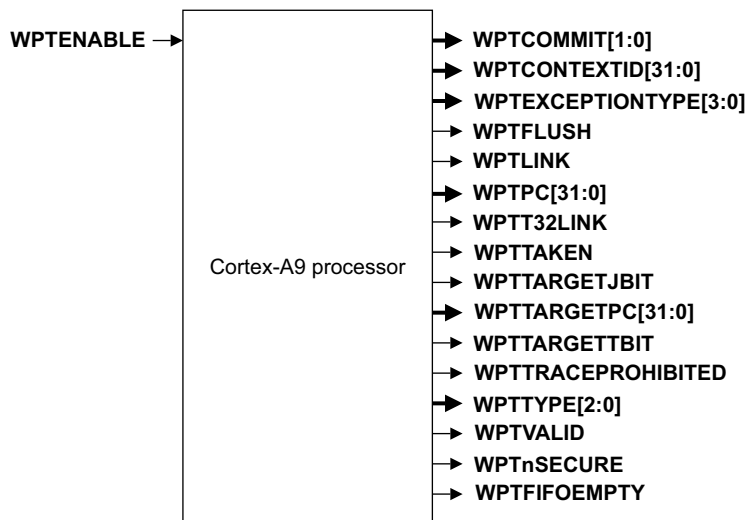 WPTENABLE
WPTCOMMIT[1:0]
WPTCONTEXTID[31:0]
WPTEXCEPTIONTYPE[3:0]
WPTFLUSH
WPTLINK
WPTPC[31:0]
WPTT32LINK
Cortex-A9 processor
WPTTAKEN
WPTTARGETJBIT
WPTTARGETPC[31:0]
WPTTARGETTBIT
WPTTRACEPROHIBITED
WPTTYPE[2:0]
WPTVALID
WPTnSECURE
WPTFIFOEMPTY